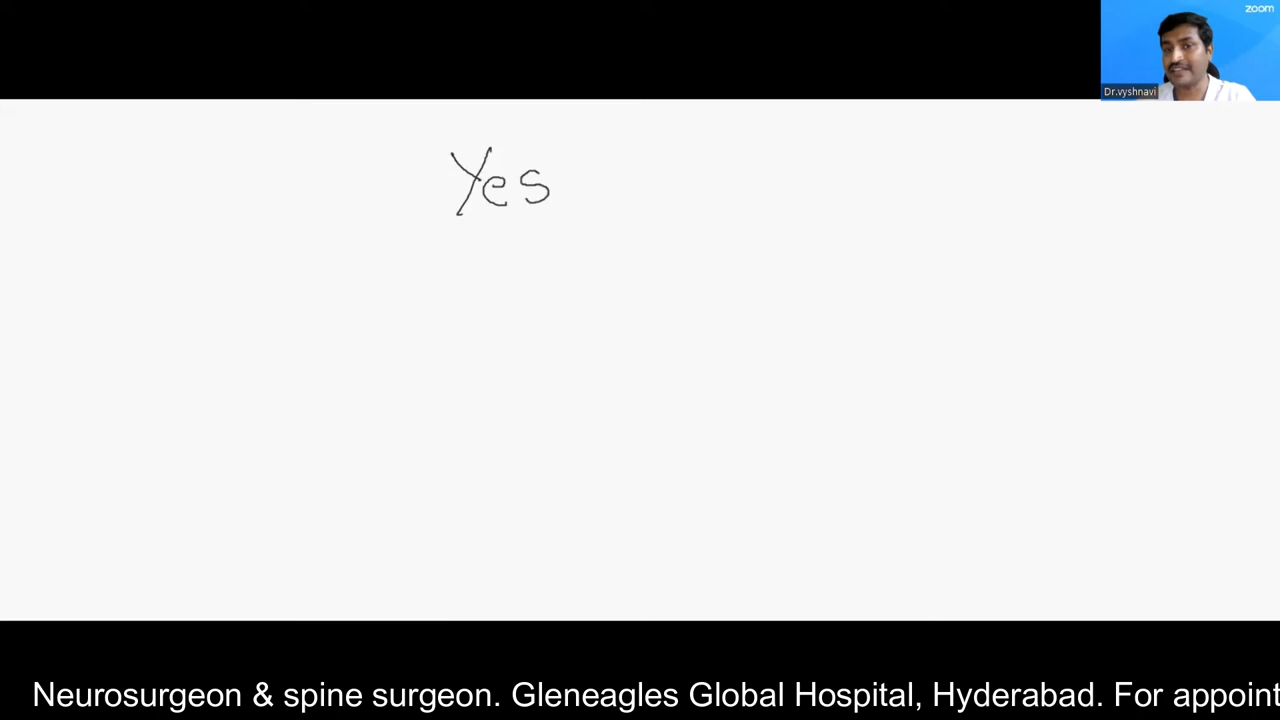 zoom
Dr.vyshnavi
Yes
Neurosurgeon & spine surgeon. Gleneagles Global Hospital, Hyderabad. For appoint